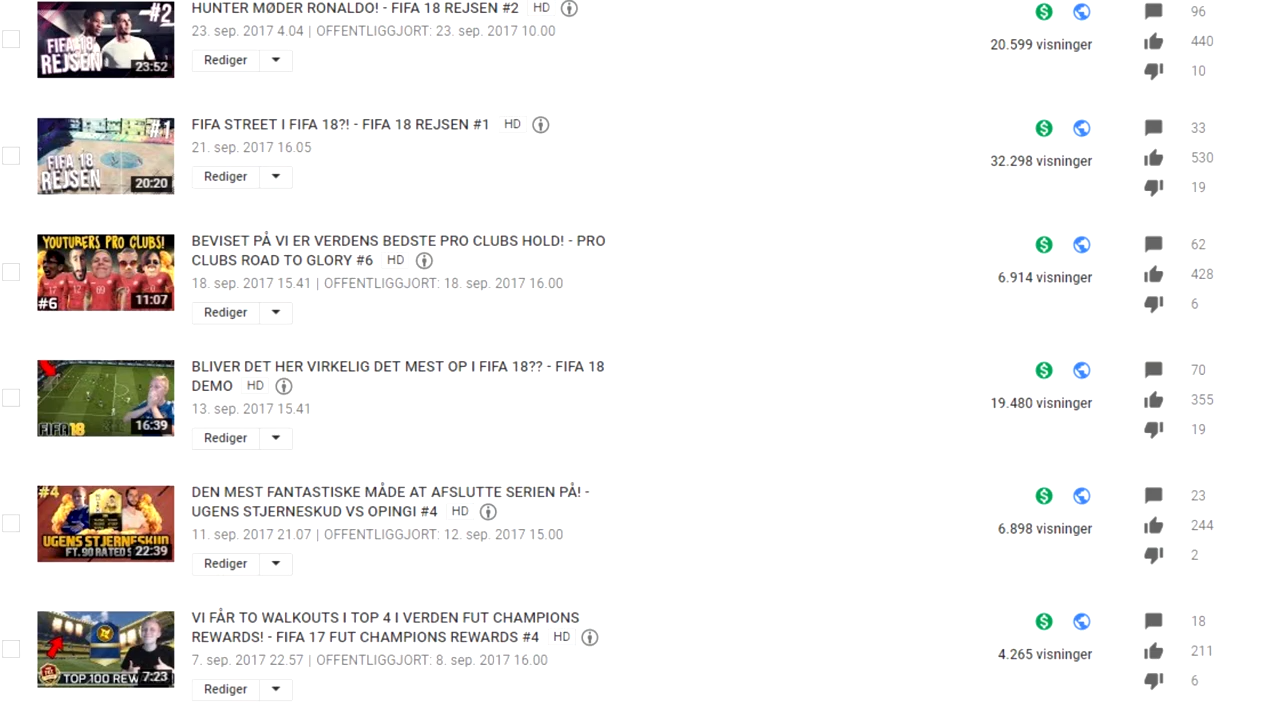 #2
FIFA 18
REJSEN
23:52
HUNTER MØDER RONALDO! - FIFA 18 REJSEN #2 HD
23. sep. 2017 4.04 | OFFENTLIGGJORT: 23. sep. 2017 10.00
Rediger
20.599 visninger
96
440
10
#1
FIFA 18
REJSEN
20:20
FIFA STREET I FIFA 18?! - FIFA 18 REJSEN #1 HD
21. sep. 2017 16.05
Rediger
32.298 visninger
33
530
19
YOUTUBERS PRO CLUBS!
#6
11:07
BEVISET PÅ VI ER VERDENS BEDSTE PRO CLUBS HOLD! - PRO
CLUBS ROAD TO GLORY #6 HD
18. sep. 2017 15.41 | OFFENTLIGGJORT: 18. sep. 2017 16.00
Rediger
6.914 visninger
62
428
6
FIFA18
16:39
BLIVER DET HER VIRKELIG DET MEST OP I FIFA 18?? - FIFA 18
DEMO HD
13. sep. 2017 15.41
Rediger
19.480 visninger
70
355
19
#4
UGENS STJERNESKUD
FT. 90 RATED
22:39
DEN MEST FANTASTISKE MÅDE AT AFSLUTTE SERIEN PÅ! -
UGENS STJERNESKUD VS OPINGI #4 HD
11. sep. 2017 21.07 | OFFENTLIGGJORT: 12. sep. 2017 15.00
Rediger
6.898 visninger
23
244
2
TOP 100 REW
7:23
VI FÅR TO WALKOUTS I TOP 4 I VERDEN FUT CHAMPIONS
REWARDS! - FIFA 17 FUT CHAMPIONS REWARDS #4 HD
7. sep. 2017 22.57 | OFFENTLIGGJORT: 8. sep. 2017 16.00
Rediger
4.265 visninger
18
211
6